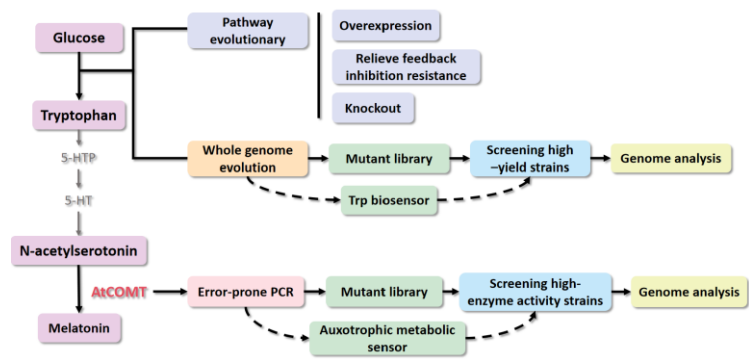 Glucose
Pathway
evolutionary
Overexpression
Relieve feedback
inhibition resistance
Knockout
Tryptophan
5-HTP
5-HT
Whole genome
evolution
Mutant library
Screening high
–yield strains
Genome analysis
Trp biosensor
N-acetylserotonin
AtCOMT
Error-prone PCR
Mutant library
Screening high-
enzyme activity strains
Genome analysis
Auxotrophic metabolic
sensor
Melatonin